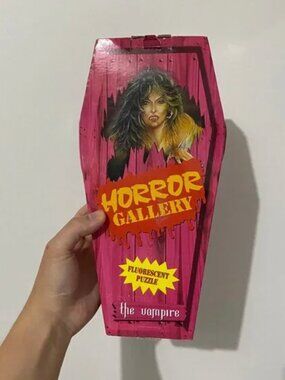 HORROR
GALLERY
FLUORESCENT
PUZZLE
the vampire